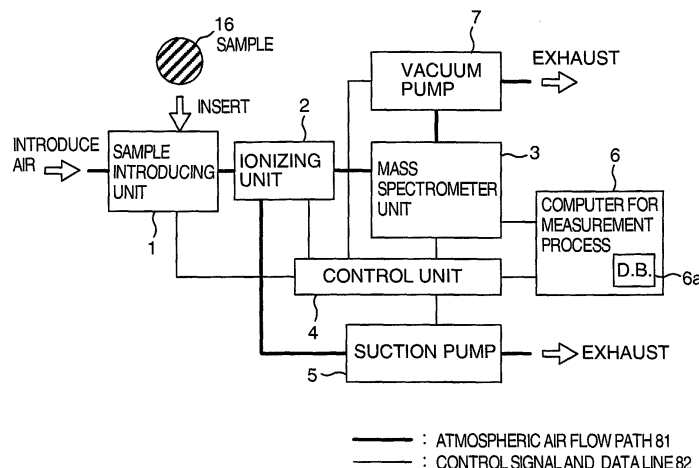 16
SAMPLE
INSERT
INTRODUCE
AIR
SAMPLE
INTRODUCING
UNIT
1
2
IONIZING
UNIT
7
VACUUM
PUMP
EXHAUST
3
MASS
SPECTROMETER
UNIT
6
COMPUTER FOR
MEASUREMENT
PROCESS
D.B.
6a
CONTROL UNIT
4
SUCTION PUMP
5
EXHAUST
: ATMOSPHERIC AIR FLOW PATH 81
: CONTROL SIGNAL AND DATA LINE 82